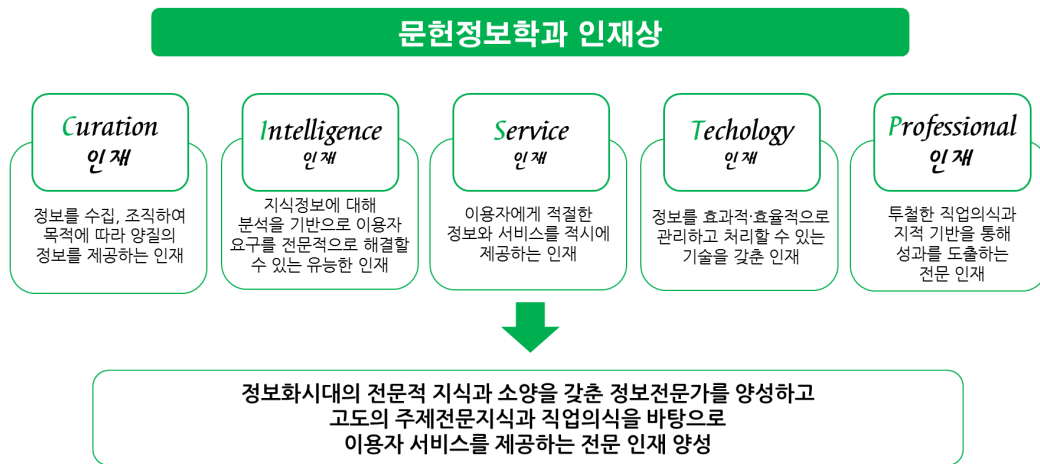 문헌정보학과 인재상
Curation
인재
정보를 수집, 조직하여
목적에 따라 양질의
정보를 제공하는 인재
Intelligence
인재
지식정보에 대해
분석을 기반으로 이용자
요구를 전문적으로 해결할
수 있는 유능한 인재
Service
인재
이용자에게 적절한
정보와 서비스를 적시에
제공하는 인재
Techology
인재
정보를 효과적·효율적으로
관리하고 처리할 수 있는
기술을 갖춘 인재
Professional
인재
투철한 직업의식과
지적 기반을 통해
성과를 도출하는
전문 인재
정보화시대의 전문적 지식과 소양을 갖춘 정보전문가를 양성하고
고도의 주제전문지식과 직업의식을 바탕으로
이용자 서비스를 제공하는 전문 인재 양성